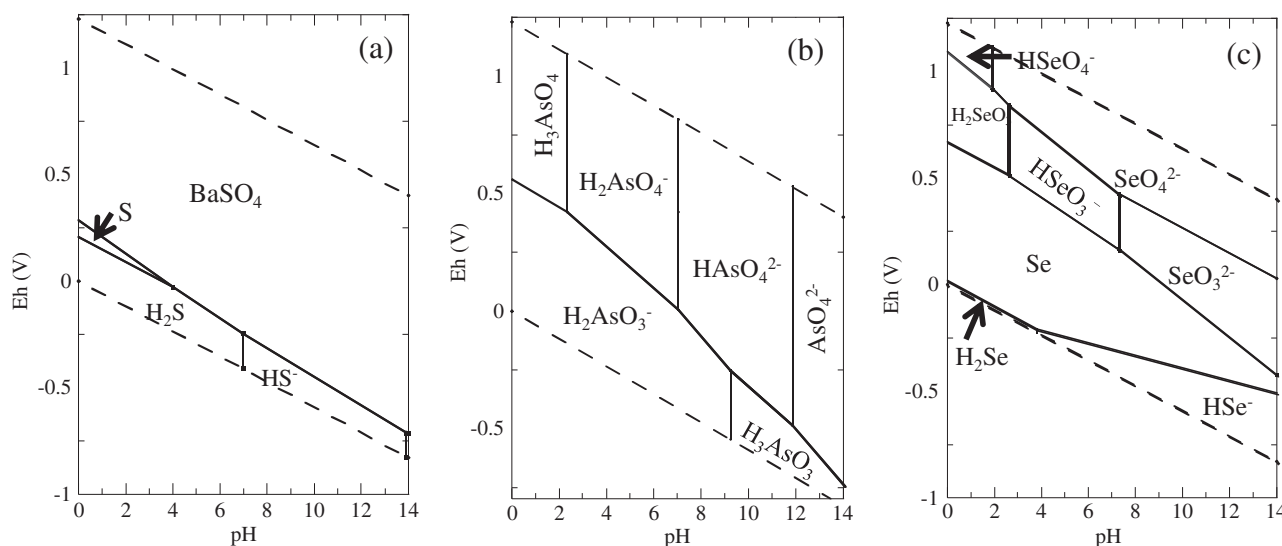 (a)
1
0.5
0
-0.5
-1
Eh (V)
BaSO₄
S
H₂S
HS⁻
0 2 4 6 8 10 12 14
pH
(b)
1
0.5
0
-0.5
Eh (V)
H₃AsO₄
H₂AsO₄⁻
HAsO₄²⁻
AsO₄²⁻
H₂AsO₃⁻
H₃AsO₃
0 2 4 6 8 10 12 14
pH
(c)
1
0.5
0
-0.5
-1
Eh (V)
HSeO₄⁻
H₂SeO
HSeO₃⁻
SeO₄²⁻
Se
SeO₃²⁻
H₂Se
HSe⁻
0 2 4 6 8 10 12 14
pH